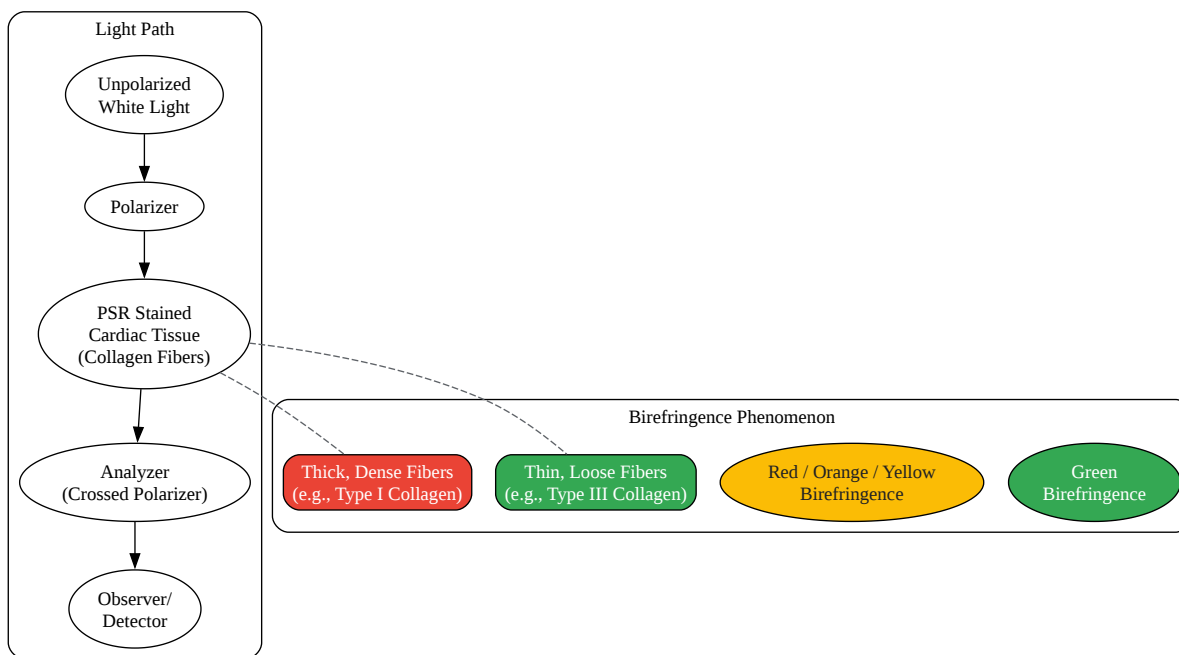 Light Path
Unpolarized
White Light
Polarizer
PSR Stained
Cardiac Tissue
(Collagen Fibers)
Analyzer
(Crossed Polarizer)
Observer/
Detector
Birefringence Phenomenon
Thick, Dense Fibers
(e.g., Type I Collagen)
Thin, Loose Fibers
(e.g., Type III Collagen)
Red / Orange / Yellow
Birefringence
Green
Birefringence